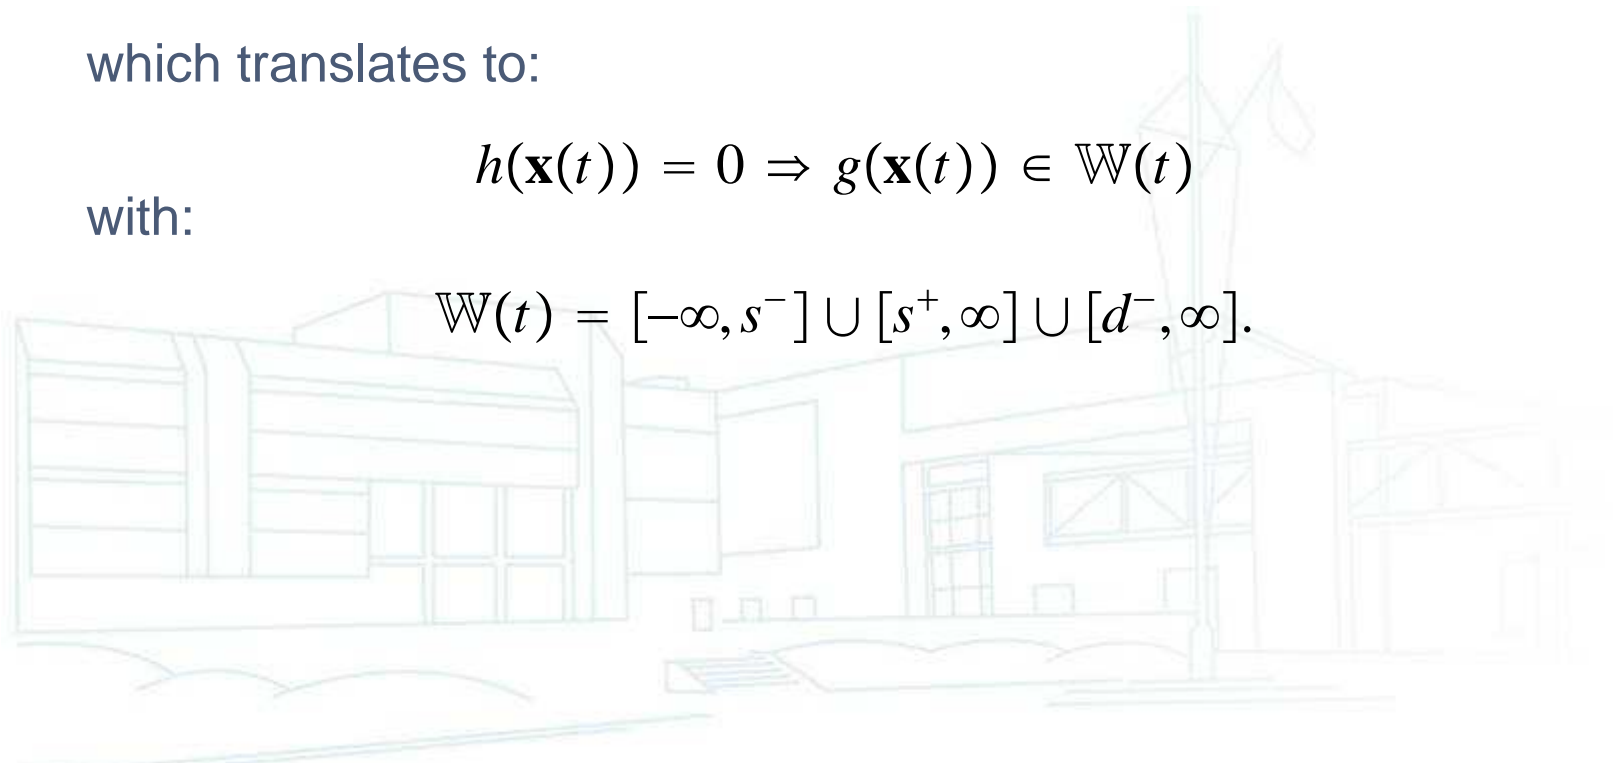 which translates to:
h(𝐱(t)) = 0 ⇒ g(𝐱(t)) ∈ 𝕎(t)
with:
𝕎(t) = [−∞, s⁻] ∪ [s⁺, ∞] ∪ [d⁻, ∞].